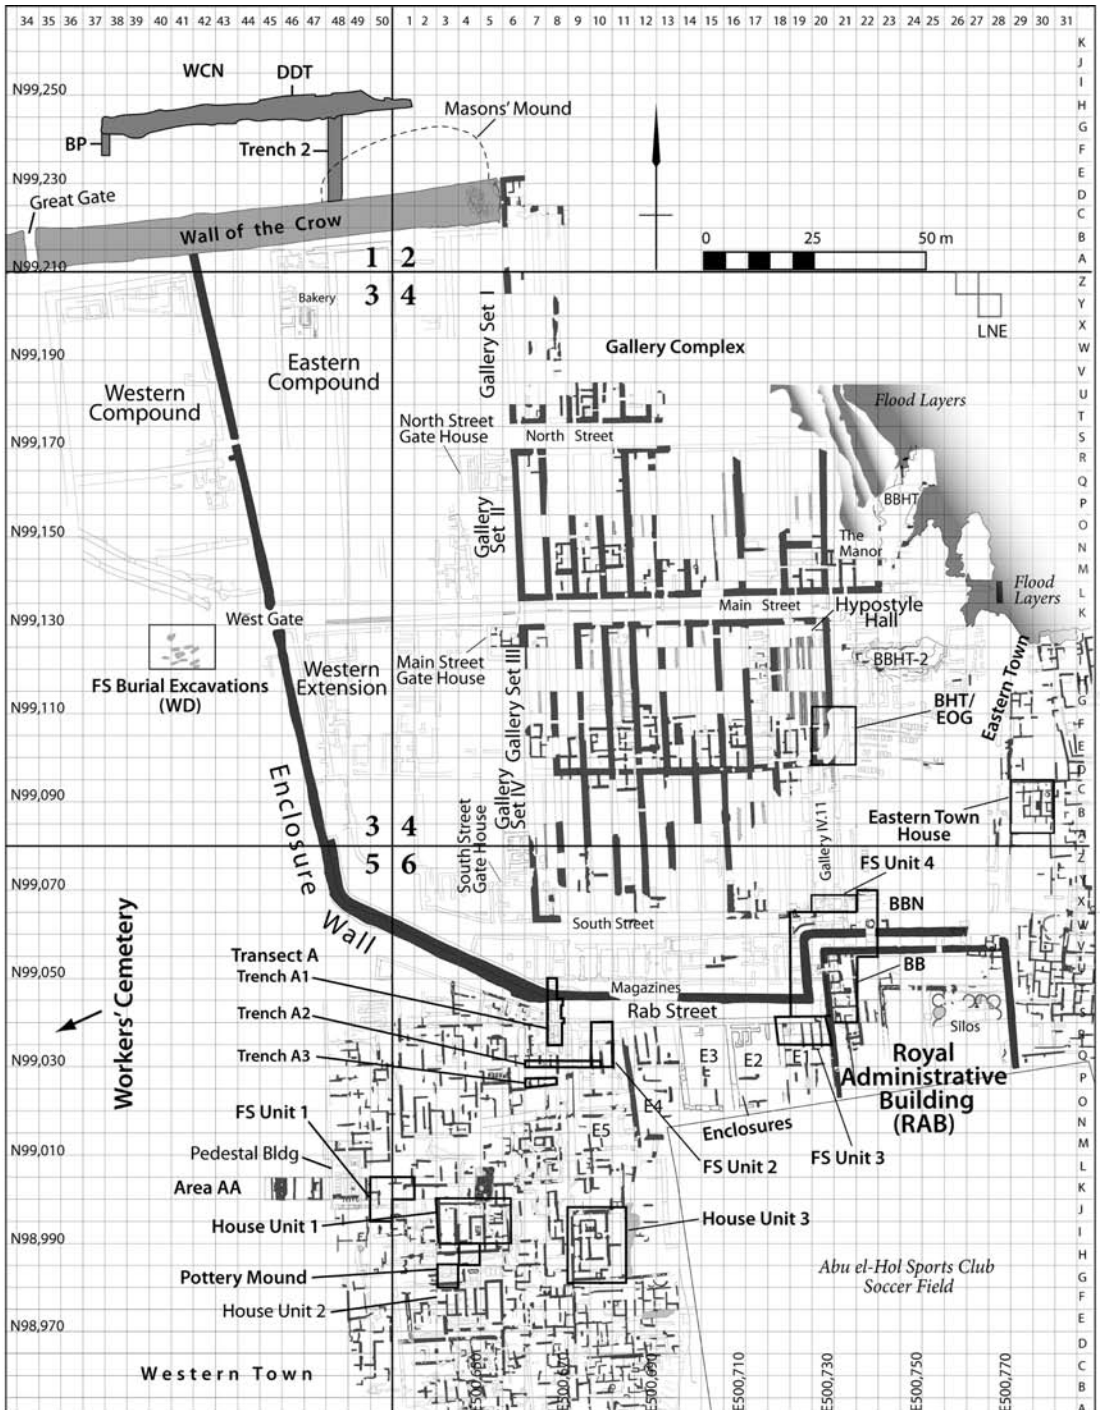 34 35 36 37 38 39 40 41 42 43 44 45 46 47 48 49 50 1 2 3 4 5 6 7 8 9 10 11 12 13 14 15 16 17 18 19 20 21 22 23 24 25 26 27 28 29 30 31
K
J
I
H
G
F
E
D
C
B
A
Z
Y
X
W
V
U
T
S
R
Q
P
O
N
M
L
K
G
F
E
D
C
B
A
Z
X
W
V
U
S
Q
P
O
N
M
L
K
J
I
H
G
F
E
D
C
B
A
N99,250
N99,230
N99,210
N99,190
N99,170
N99,150
N99,130
N99,110
N99,090
N99,070
N99,050
N99,030
N99,010
N98,990
N98,970
WCN
DDT
BP
Trench 2
Masons' Mound
Great Gate
Wall of the Crow
0 25 50 m
1 2
3 4
Bakery
Eastern
Compound
Western
Compound
Gallery Set I
Gallery Complex
LNE
Flood Layers
North Street
Gate House
North Street
BBHT
Gallery
Set II
The
Manor
Flood
Layers
Main Street
Hypostyle
Hall
West Gate
Western
Extension
Main Street
Gate House
Gallery Set III
BBHT-2
Eastern Town
FS Burial Excavations
(WD)
BHT/
EOG
Enclosure
Wall
Gallery
Set IV
Eastern Town
House
3 4
5 6
South Street
Gate House
Gallery IV.11
FS Unit 4
BBN
South Street
Transect A
Trench A1
Magazines
Rab Street
BB
Trench A2
Trench A3
Silos
E3 E2 E1
E4
E5
Royal
Administrative
Building
(RAB)
Enclosures
Workers' Cemetery
FS Unit 1
Pedestal Bldg
Area AA
FS Unit 2
FS Unit 3
House Unit 1
House Unit 3
Pottery Mound
House Unit 2
Abu el-Hol Sports Club
Soccer Field
Western Town
E500,670
E500,690
E500,710
E500,730
E500,750
E500,770